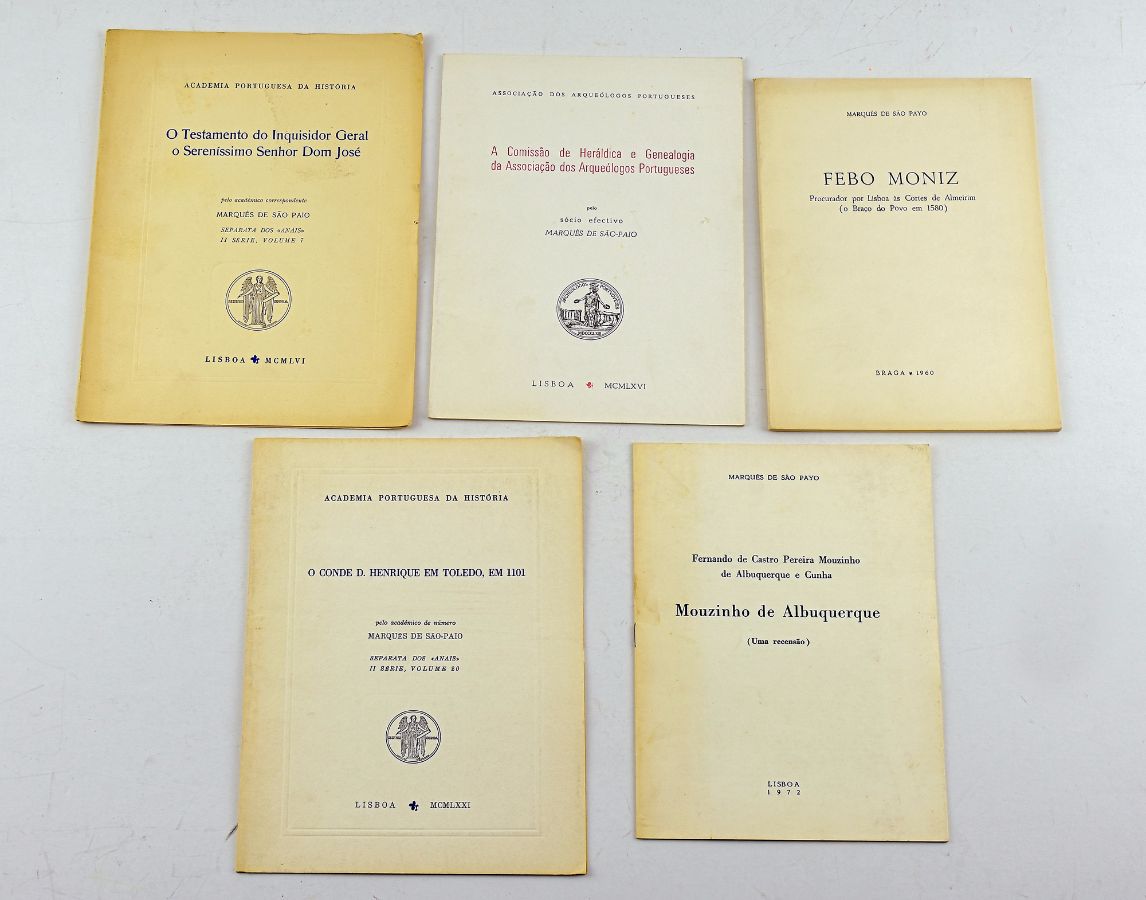 ACADEMIA PORTUGUESA DA HISTÓRIA
O Testamento do Inquisidor Geral
o Sereníssimo Senhor Dom José
pelo académico correspondente
MARQUÊS DE SÃO PAIO
SEPARATA DOS «ANAIS»
II SÉRIE, VOLUME 7
LISBOA MCMLVI
ASSOCIAÇÃO DOS ARQUEÓLOGOS PORTUGUESES
A Comissão de Heráldica e Genealogia
da Associação dos Arqueólogos Portugueses
pelo
sócio efectivo
MARQUÊS DE SÃO-PAIO
LISBOA MCMLXVI
MARQUÊS DE SÃO PAYO
FEBO MONIZ
Procurador por Lisboa às Cortes de Almeirim
(o Braço do Povo em 1580)
BRAGA • 1960
ACADEMIA PORTUGUESA DA HISTÓRIA
O CONDE D. HENRIQUE EM TOLEDO, EM 1101
pelo académico de número
MARQUÊS DE SÃO-PAIO
SEPARATA DOS «ANAIS»
II SÉRIE, VOLUME 20
LISBOA MCMLXXI
MARQUÊS DE SÃO PAYO
Fernando de Castro Pereira Mouzinho
de Albuquerque e Cunha
Mouzinho de Albuquerque
(Uma recensão)
LISBOA
1972